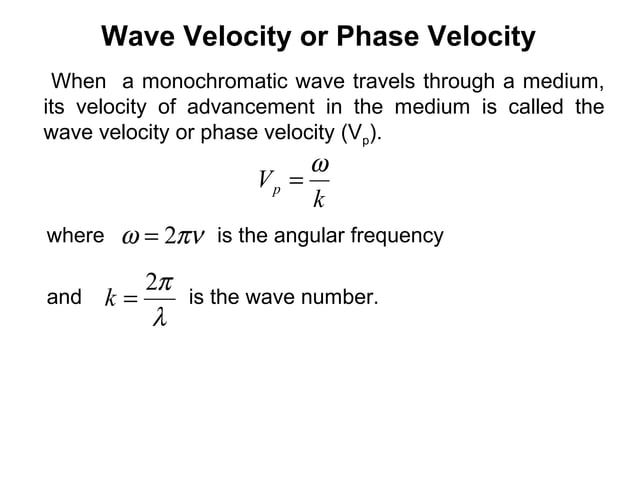 Wave Velocity or Phase Velocity
When a monochromatic wave travels through a medium,
its velocity of advancement in the medium is called the
wave velocity or phase velocity (Vₚ).
Vₚ = ω/k
where ω = 2πν is the angular frequency
and k = 2π/λ is the wave number.